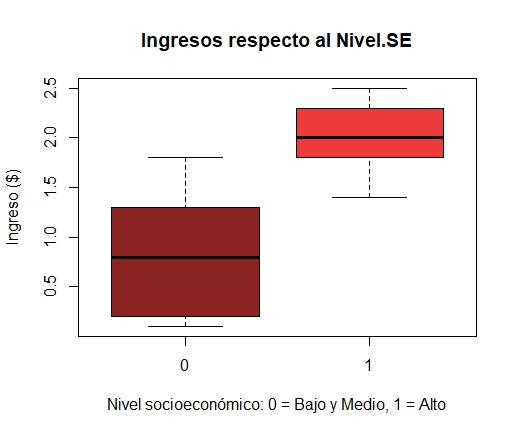 Ingresos respecto al Nivel.SE
2.5
2.0
1.5
1.0
0.5
Ingreso ($)
0 1
Nivel socioeconómico: 0 = Bajo y Medio, 1 = Alto